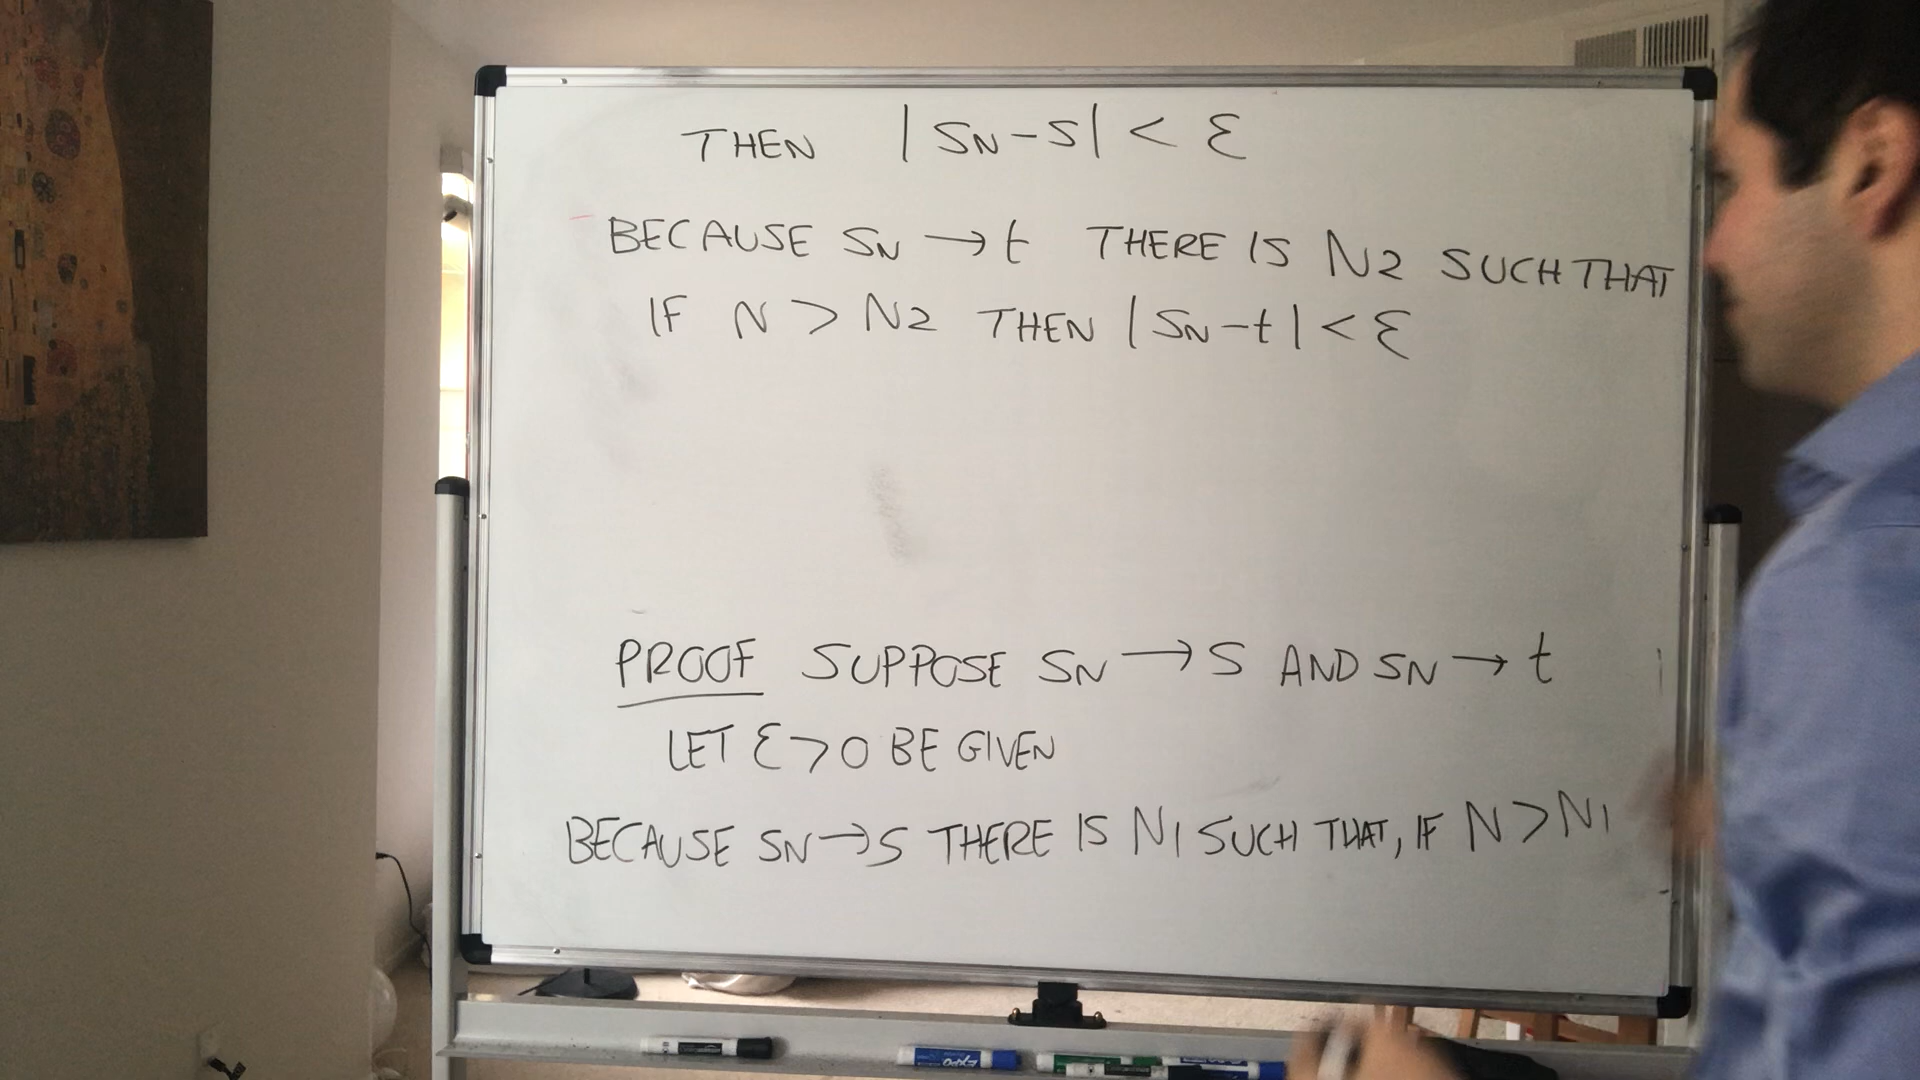 THEN |SN-S| < ε
BECAUSE SN → t THERE IS N2 SUCH THAT
IF N > N2 THEN |SN-t| < ε
PROOF SUPPOSE SN → S AND SN → t
LET ε>0 BE GIVEN
BECAUSE SN→S THERE IS N1 SUCH THAT, IF N>N1
EXPO